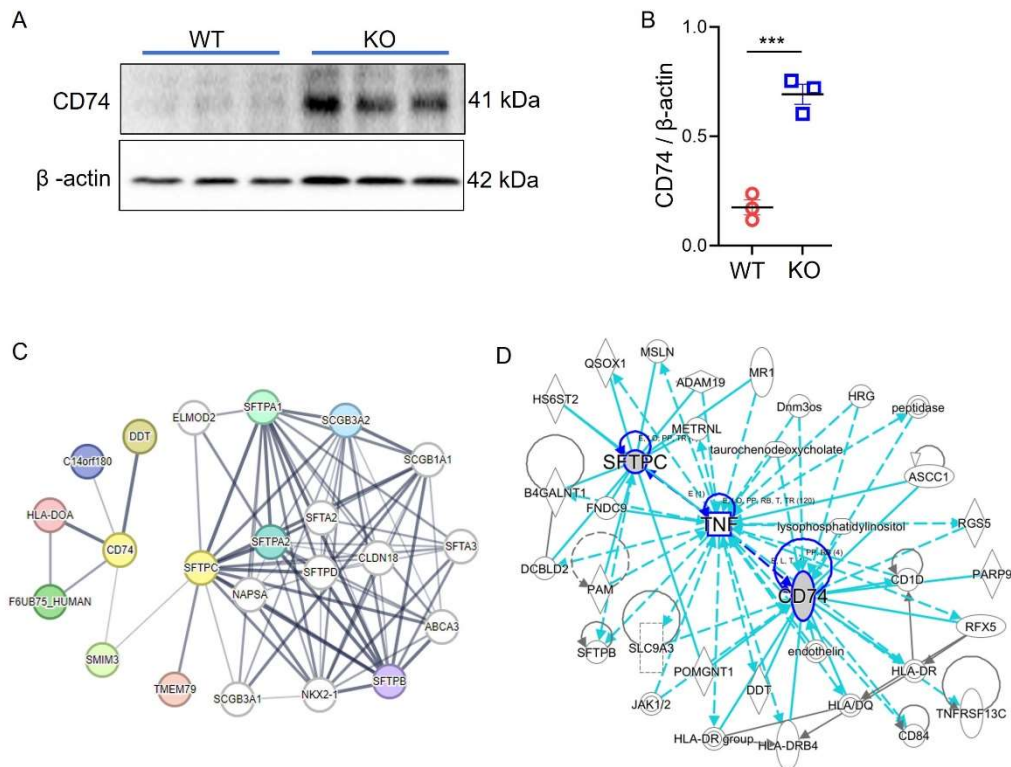 A
WT
KO
CD74
41 kDa
β -actin
42 kDa
B
CD74 / β-actin
1.0
0.5
0.0
***
WT
KO
C
ELMOD2
SFTPA1
SCGB3A2
DDT
C14orf180
SCGB1A1
HLA-DOA
SFTA2
CD74
SFTPA2
CLDN18
SFTA3
SFTPC
SFTPD
F6UB75_HUMAN
NAPSA
ABCA3
SMIM3
SFTPB
TMEM79
SCGB3A1
NKX2-1
D
QSOX1
MSLN
ADAM19
MR1
HS6ST2
METRNL
Dnm3os
HRG
peptidase
SFTPC
taurochenodeoxycholate
B4GALNT1
E (1)
ASCC1
FNDC9
TNF
lysophosphatidylinositol
RGS5
DCBLD2
PAM
CD74
CD1D
PARP9
RFX5
SFTPB
SLC9A3
endothelin
POMGNT1
HLA-DR
DDT
JAK1/2
HLA/DQ
TNFRSF13C
HLA-DR group
HLA-DRB4
CD84